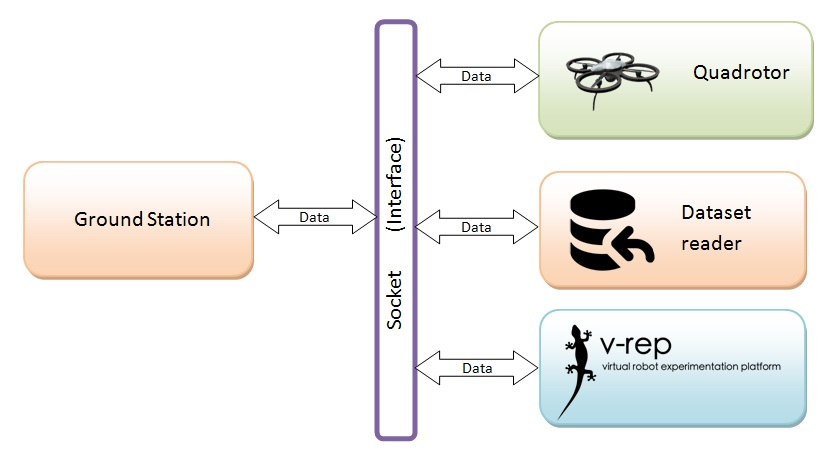 Ground Station
Data
Socket (Interface)
Data
Quadrotor
Data
Dataset
reader
Data
v-rep
virtual robot experimentation platform